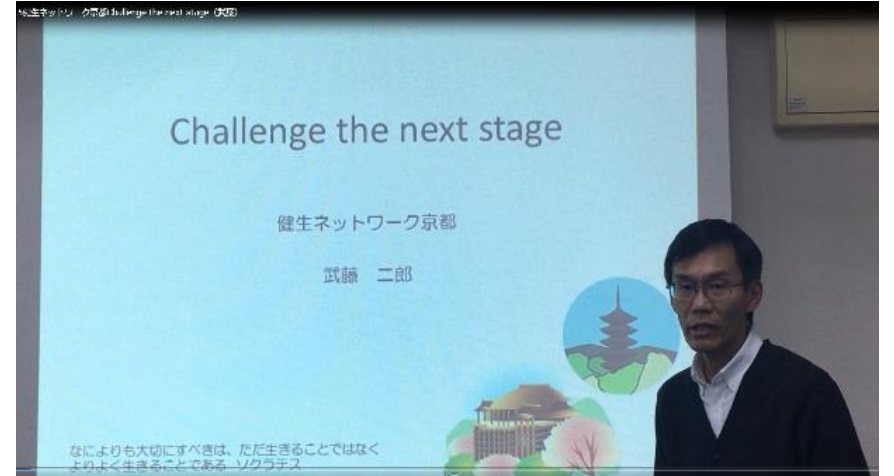 Challenge the next stage
健生ネットワーク京都
武藤 二郎
なによりも大切にすべきは、ただ生きることではなく
よりよく生きることである ソクラテス